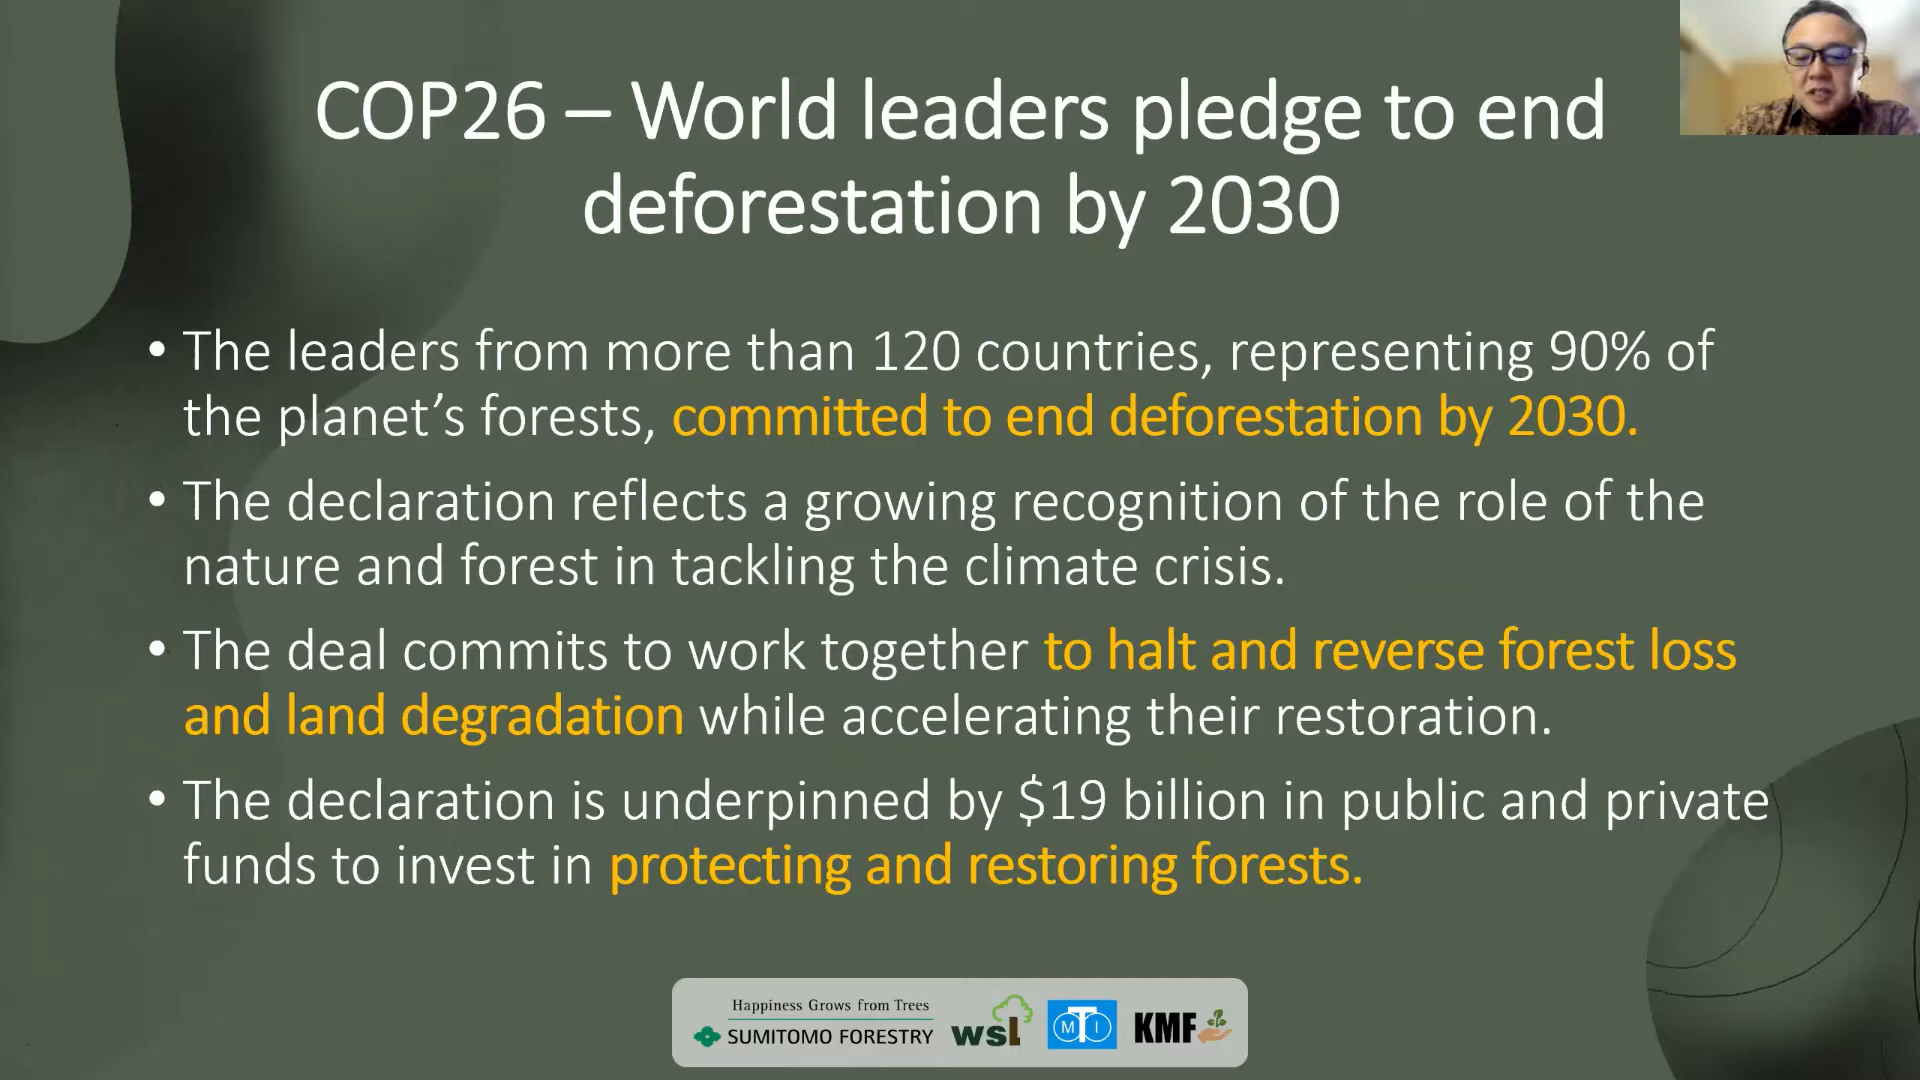 COP26 – World leaders pledge to end
deforestation by 2030
• The leaders from more than 120 countries, representing 90% of
the planet’s forests, committed to end deforestation by 2030.
• The declaration reflects a growing recognition of the role of the
nature and forest in tackling the climate crisis.
• The deal commits to work together to halt and reverse forest loss
and land degradation while accelerating their restoration.
• The declaration is underpinned by $19 billion in public and private
funds to invest in protecting and restoring forests.
Happiness Grows from Trees
SUMITOMO FORESTRY
wsl
MTI
KMF